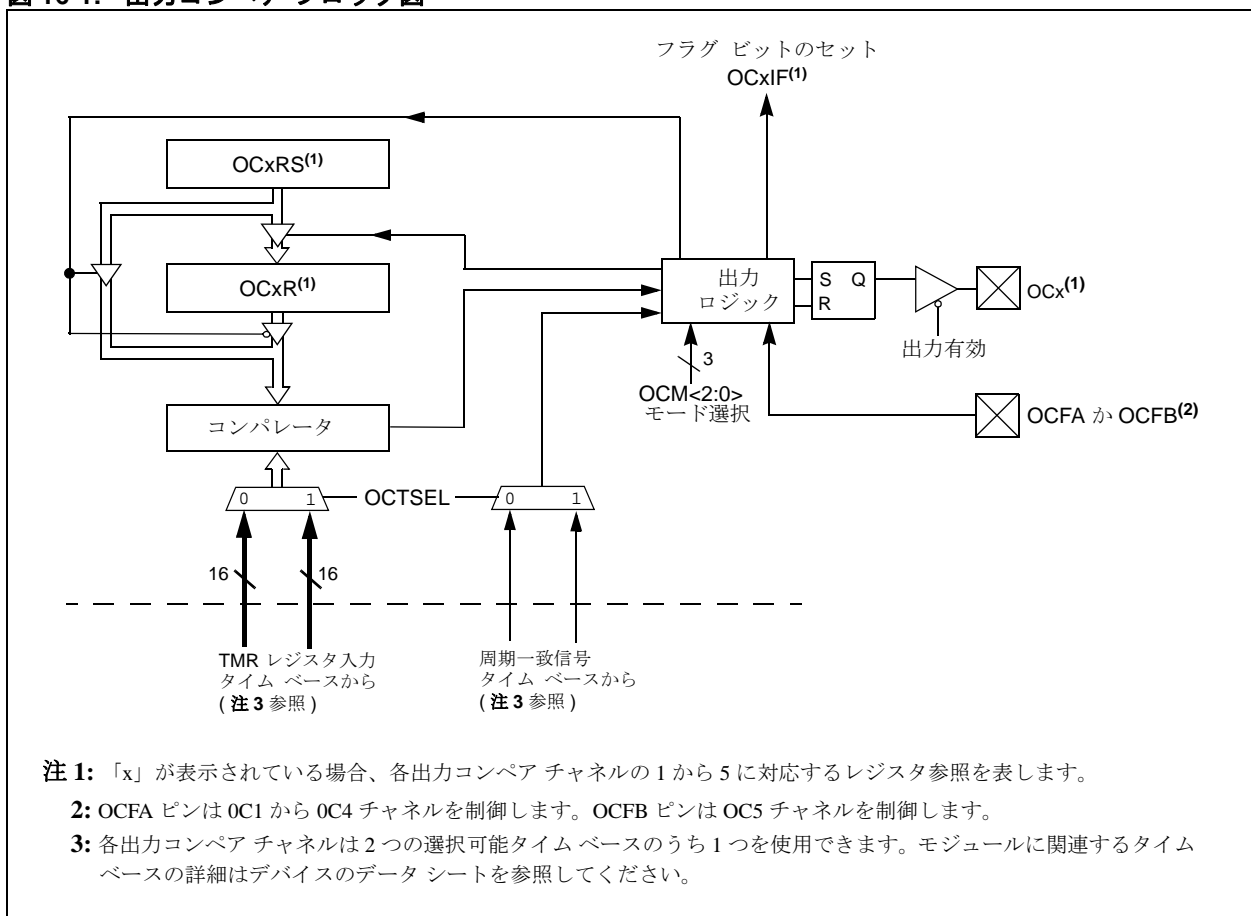 フラグ ビットのセット
OCxIF(1)
OCxRS(1)
OCxR(1)
出力
ロジック
S Q
R
OCx(1)
出力有効
3
OCM<2:0>
モード選択
OCFA か OCFB(2)
コンパレータ
0 1
OCTSEL
0 1
16
16
TMR レジスタ入力
タイム ベースから
( 注 3 参照 )
周期一致信号
タイム ベースから
( 注 3 参照 )
注 1: 「x」が表示されている場合、各出力コンペア チャネルの 1 から 5 に対応するレジスタ参照を表します。
2: OCFA ピンは 0C1 から 0C4 チャネルを制御します。OCFB ピンは OC5 チャネルを制御します。
3: 各出力コンペア チャネルは 2 つの選択可能タイム ベースのうち 1 つを使用できます。モジュールに関連するタイム
ベースの詳細はデバイスのデータ シートを参照してください。